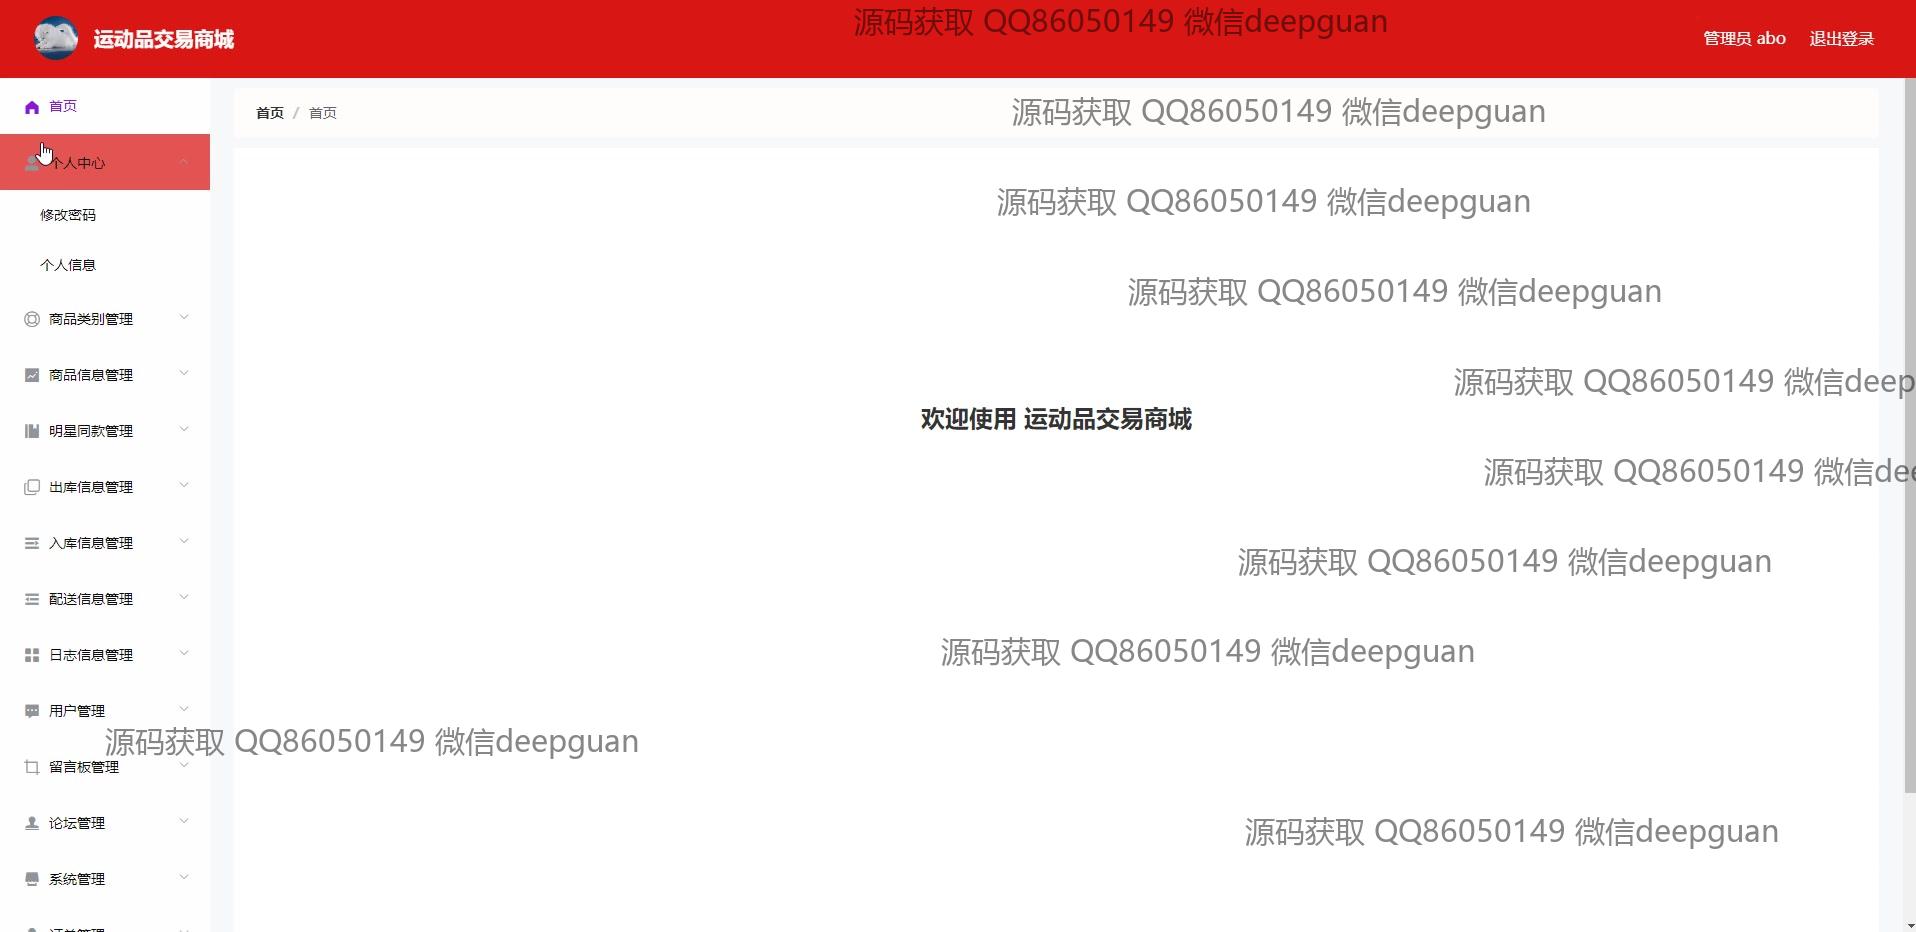 源码获取 QQ86050149 微信deepguan
运动品交易商城
管理员 abo
退出登录
首页
首页 / 首页
源码获取 QQ86050149 微信deepguan
个人中心
修改密码
源码获取 QQ86050149 微信deepguan
个人信息
源码获取 QQ86050149 微信deepguan
商品类别管理
商品信息管理
源码获取 QQ86050149 微信deep
欢迎使用 运动品交易商城
明星同款管理
源码获取 QQ86050149 微信dee
出库信息管理
入库信息管理
源码获取 QQ86050149 微信deepguan
配送信息管理
日志信息管理
源码获取 QQ86050149 微信deepguan
用户管理
源码获取 QQ86050149 微信deepguan
留言板管理
论坛管理
源码获取 QQ86050149 微信deepguan
系统管理